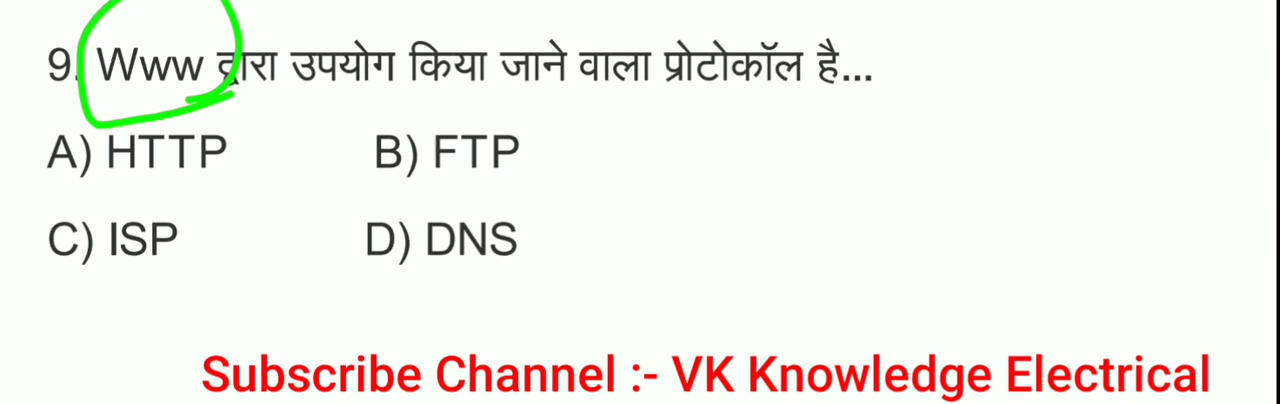 9. Www द्वारा उपयोग किया जाने वाला प्रोटोकॉल है...
A) HTTP B) FTP
C) ISP D) DNS
Subscribe Channel :- VK Knowledge Electrical